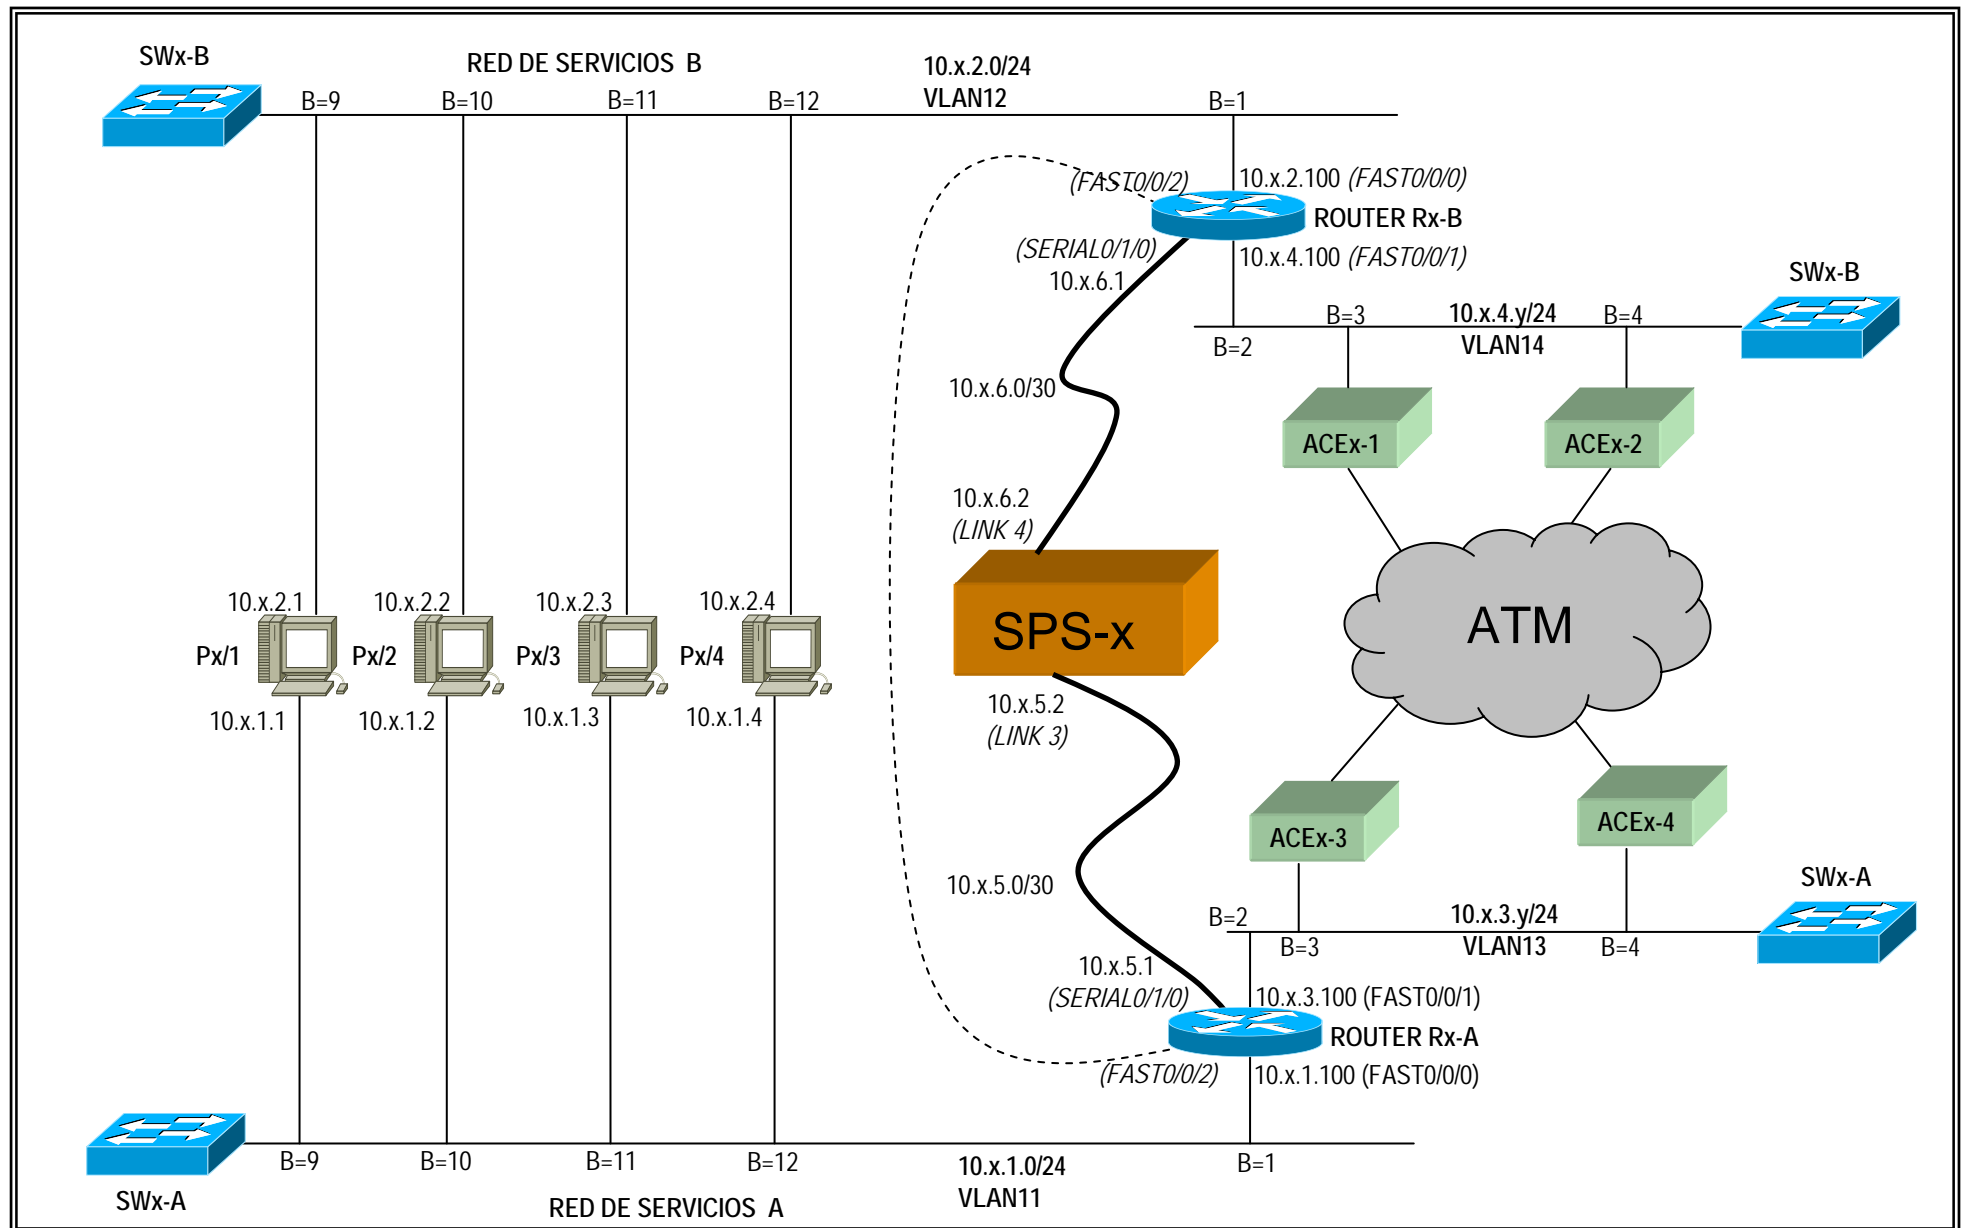 SWx-B
RED DE SERVICIOS B
10.x.2.0/24
VLAN12
B=9
B=10
B=11
B=12
B=1
(FAST0/0/2)
10.x.2.100 (FAST0/0/0)
ROUTER Rx-B
(SERIAL0/1/0)
10.x.6.1
10.x.4.100 (FAST0/0/1)
SWx-B
B=3
10.x.4.y/24
VLAN14
B=4
B=2
10.x.6.0/30
ACEx-1
ACEx-2
10.x.6.2
(LINK 4)
10.x.2.1
10.x.2.2
10.x.2.3
10.x.2.4
SPS-x
ATM
Px/1
Px/2
Px/3
Px/4
10.x.1.1
10.x.1.2
10.x.1.3
10.x.1.4
10.x.5.2
(LINK 3)
ACEx-3
ACEx-4
10.x.5.0/30
SWx-A
B=2
10.x.3.y/24
VLAN13
B=3
B=4
10.x.5.1
(SERIAL0/1/0)
10.x.3.100 (FAST0/0/1)
ROUTER Rx-A
(FAST0/0/2)
10.x.1.100 (FAST0/0/0)
B=9
B=10
B=11
B=12
10.x.1.0/24
VLAN11
B=1
SWx-A
RED DE SERVICIOS A